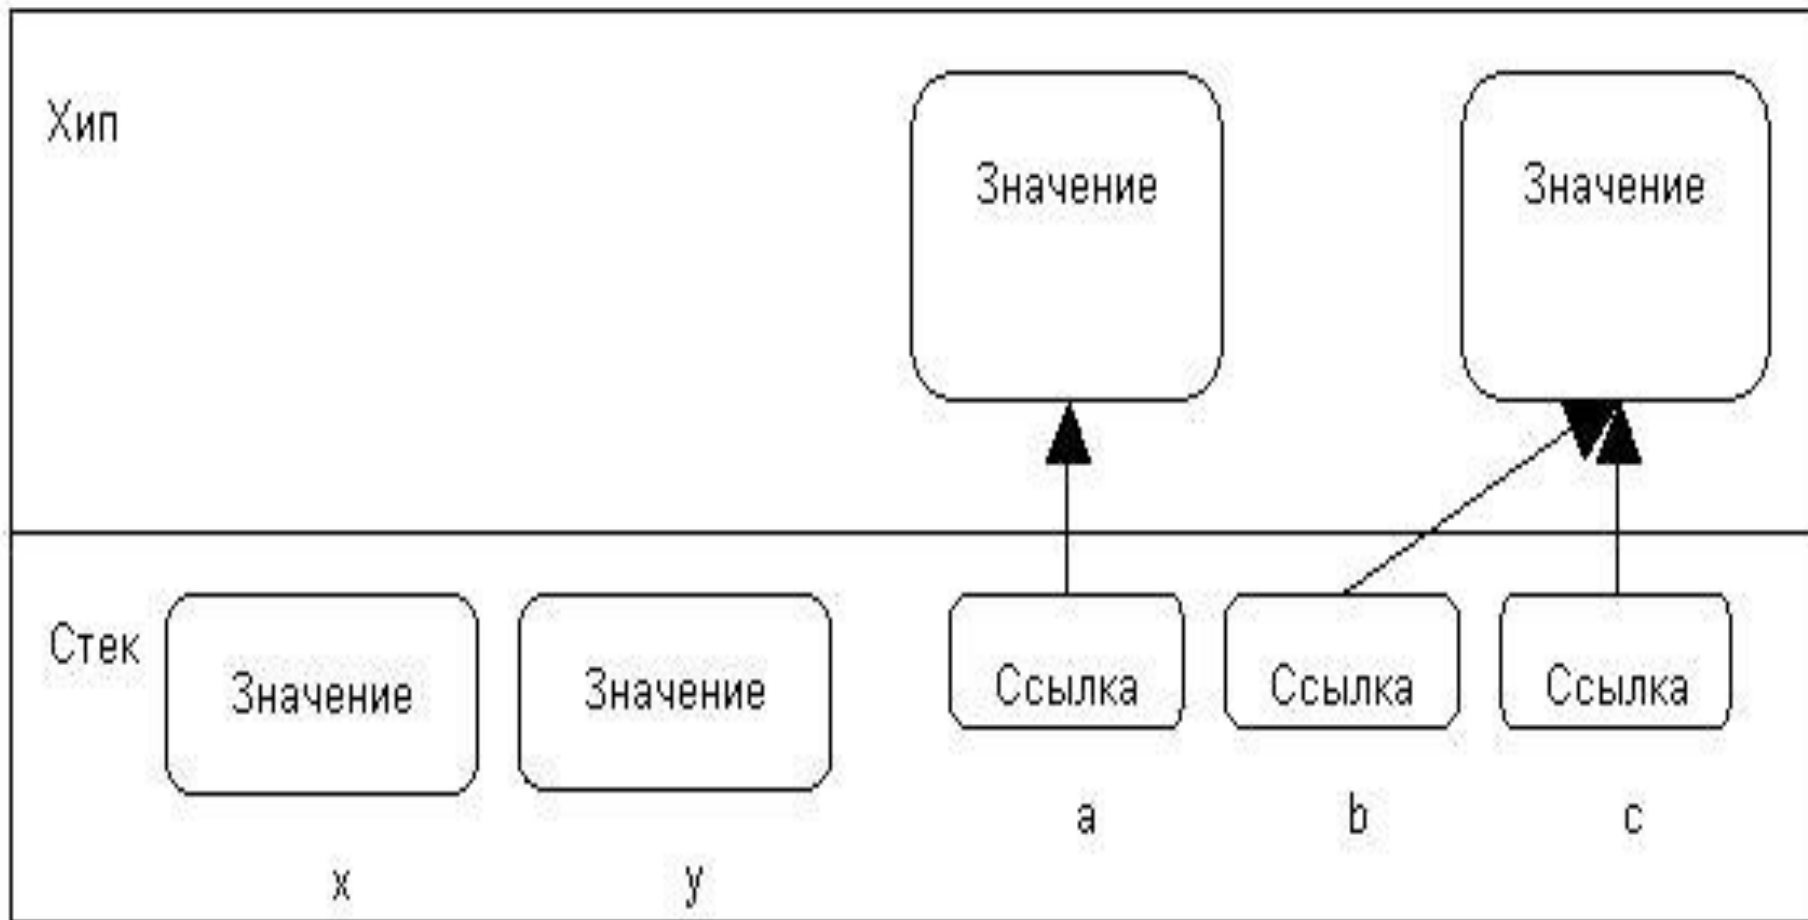 Хип
Значение
Значение
Стек
Значение
Значение
Ссылка
Ссылка
Ссылка
x
y
a
b
c